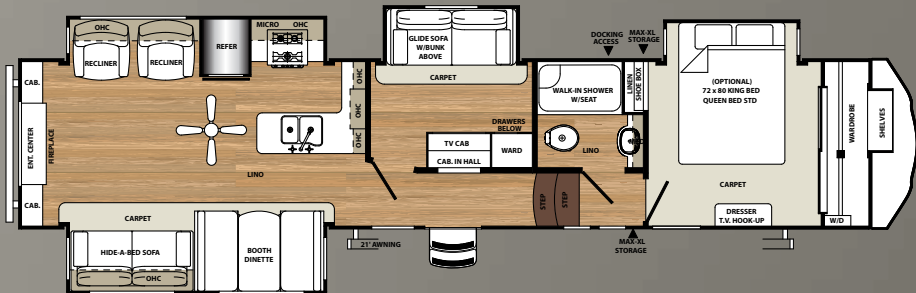 OHC
RECLINER
RECLINER
REFER
MICRO
OHC
CAB.
ENT. CENTER
FIREPLACE
CAB.
OHC
OHC
OHC
LINO
CARPET
HIDE-A-BED SOFA
OHC
BOOTH
DINETTE
GLIDE SOFA
W/BUNK
ABOVE
CARPET
DRAWERS
BELOW
TV CAB
CAB. IN HALL
WARD
21' AWNING
DOCKING
ACCESS
MAX-XL
STORAGE
WALK-IN SHOWER
W/SEAT
LINEN
SHOE BOX
LINO
STEP
STEP
MAX-XL
STORAGE
(OPTIONAL)
72 x 80 KING BED
QUEEN BED STD
CARPET
DRESSER
T.V. HOOK-UP
WARDROBE
W/D
SHELVES